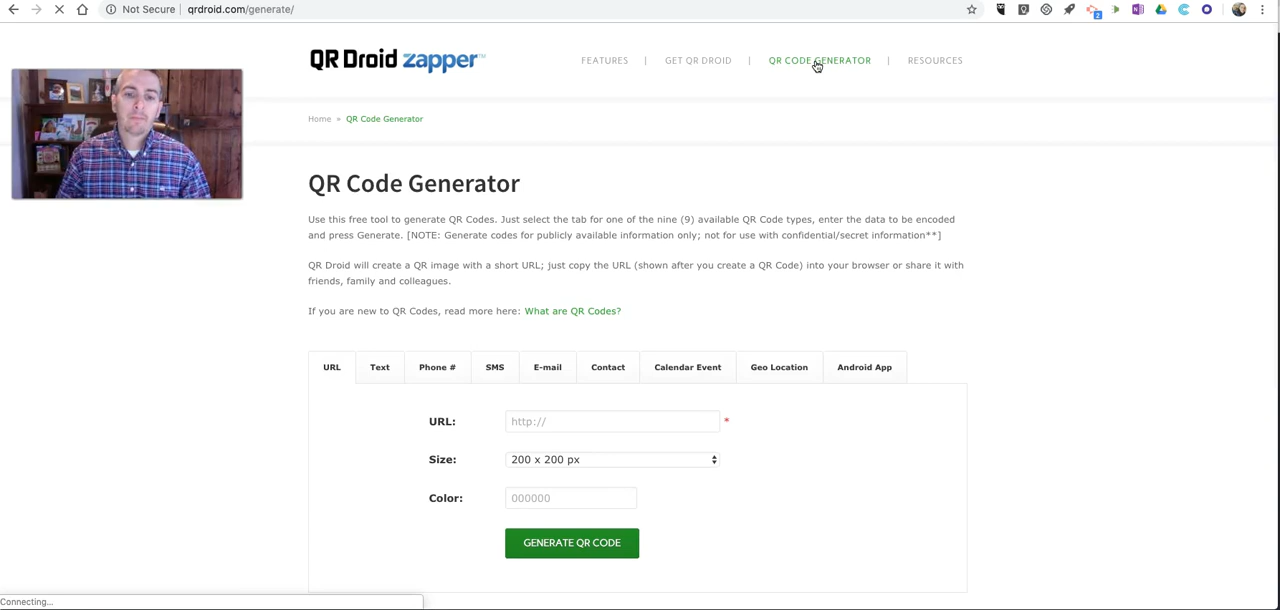 Not Secure | qrdroid.com/generate/
2
QR Droid zapper™
FEATURES | GET QR DROID | QR CODE GENERATOR | RESOURCES
Home » QR Code Generator
QR Code Generator
Use this free tool to generate QR Codes. Just select the tab for one of the nine (9) available QR Code types, enter the data to be encoded
and press Generate. [NOTE: Generate codes for publicly available information only; not for use with confidential/secret information**]
QR Droid will create a QR image with a short URL; just copy the URL (shown after you create a QR Code) into your browser or share it with
friends, family and colleagues.
If you are new to QR Codes, read more here: What are QR Codes?
URL Text Phone # SMS E-mail Contact Calendar Event Geo Location Android App
URL: http:// *
Size: 200 x 200 px
Color: 000000
GENERATE QR CODE
Connecting...